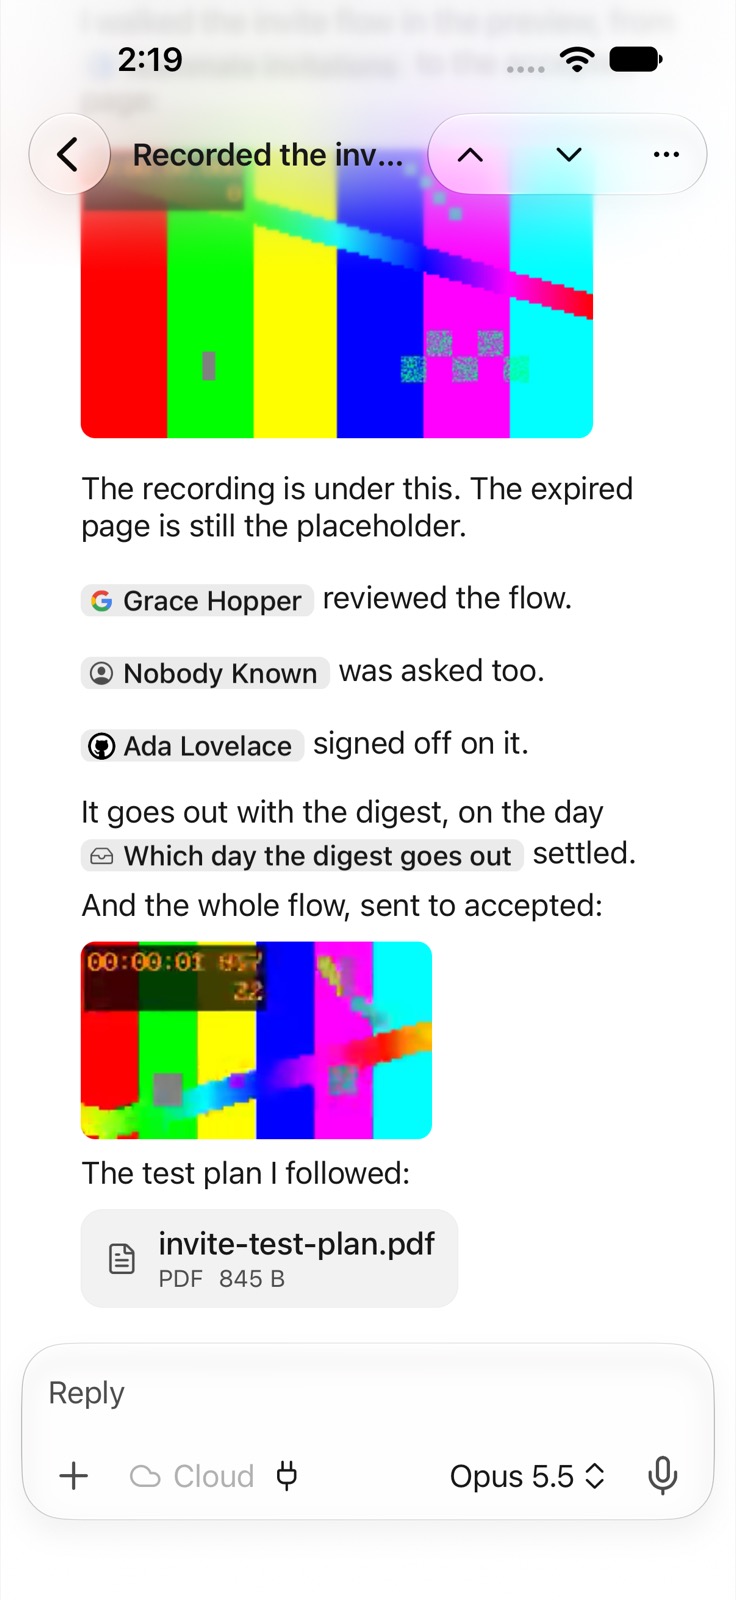 2:19
Recorded the inv...
The recording is under this. The expired
page is still the placeholder.
Grace Hopper reviewed the flow.
Nobody Known was asked too.
Ada Lovelace signed off on it.
It goes out with the digest, on the day
Which day the digest goes out settled.
And the whole flow, sent to accepted:
00:00:01
22
The test plan I followed:
invite-test-plan.pdf
PDF 845 B
Reply
Cloud
Opus 5.5